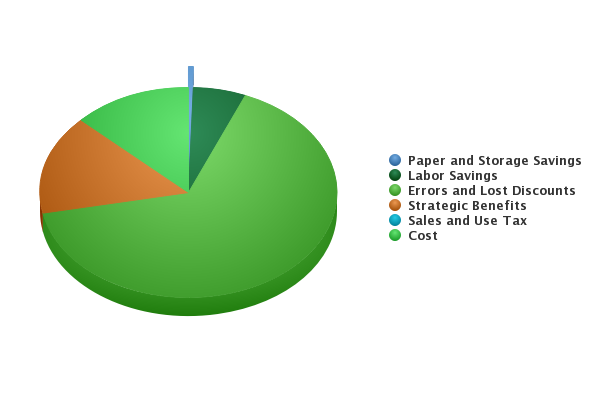 Paper and Storage Savings
Labor Savings
Errors and Lost Discounts
Strategic Benefits
Sales and Use Tax
Cost